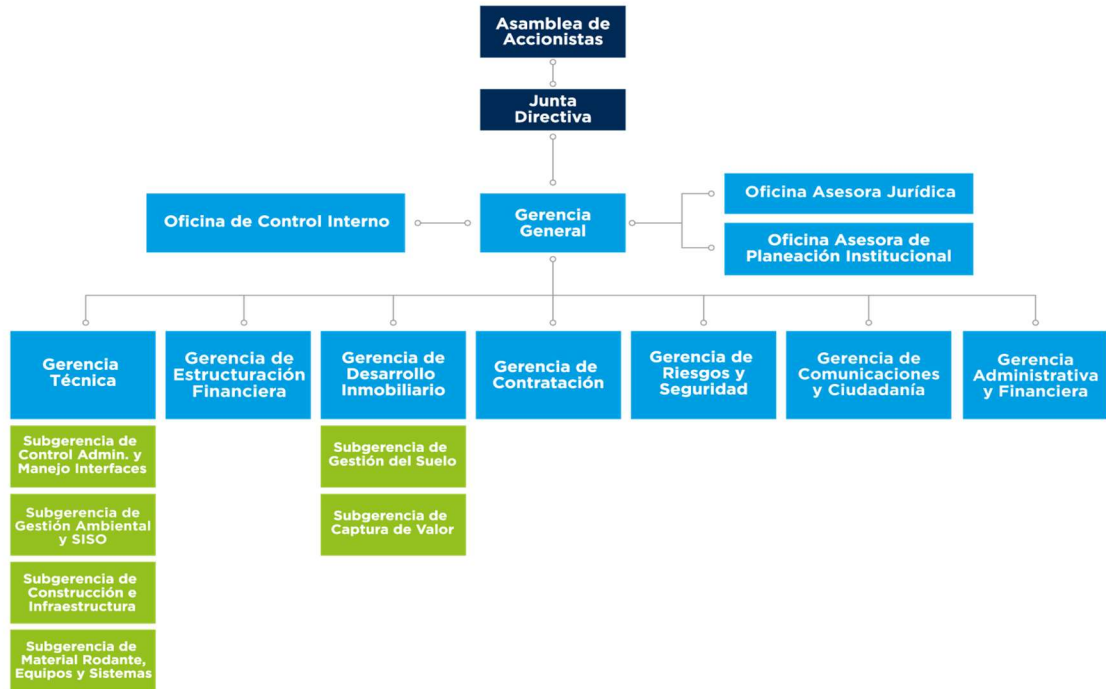 Asamblea de
Accionistas
Junta
Directiva
Oficina de Control Interno
Gerencia
General
Oficina Asesora Jurídica
Oficina Asesora de
Planeación Institucional
Gerencia
Técnica
Gerencia de
Estructuración
Financiera
Gerencia de
Desarrollo
Inmobiliario
Gerencia de
Contratación
Gerencia de
Riesgos y
Seguridad
Gerencia de
Comunicaciones
y Ciudadanía
Gerencia
Administrativa
y Financiera
Subgerencia de
Control Admin. y
Manejo Interfaces
Subgerencia de
Gestión Ambiental
y SISO
Subgerencia de
Construcción e
Infraestructura
Subgerencia de
Material Rodante,
Equipos y Sistemas
Subgerencia de
Gestión del Suelo
Subgerencia de
Captura de Valor